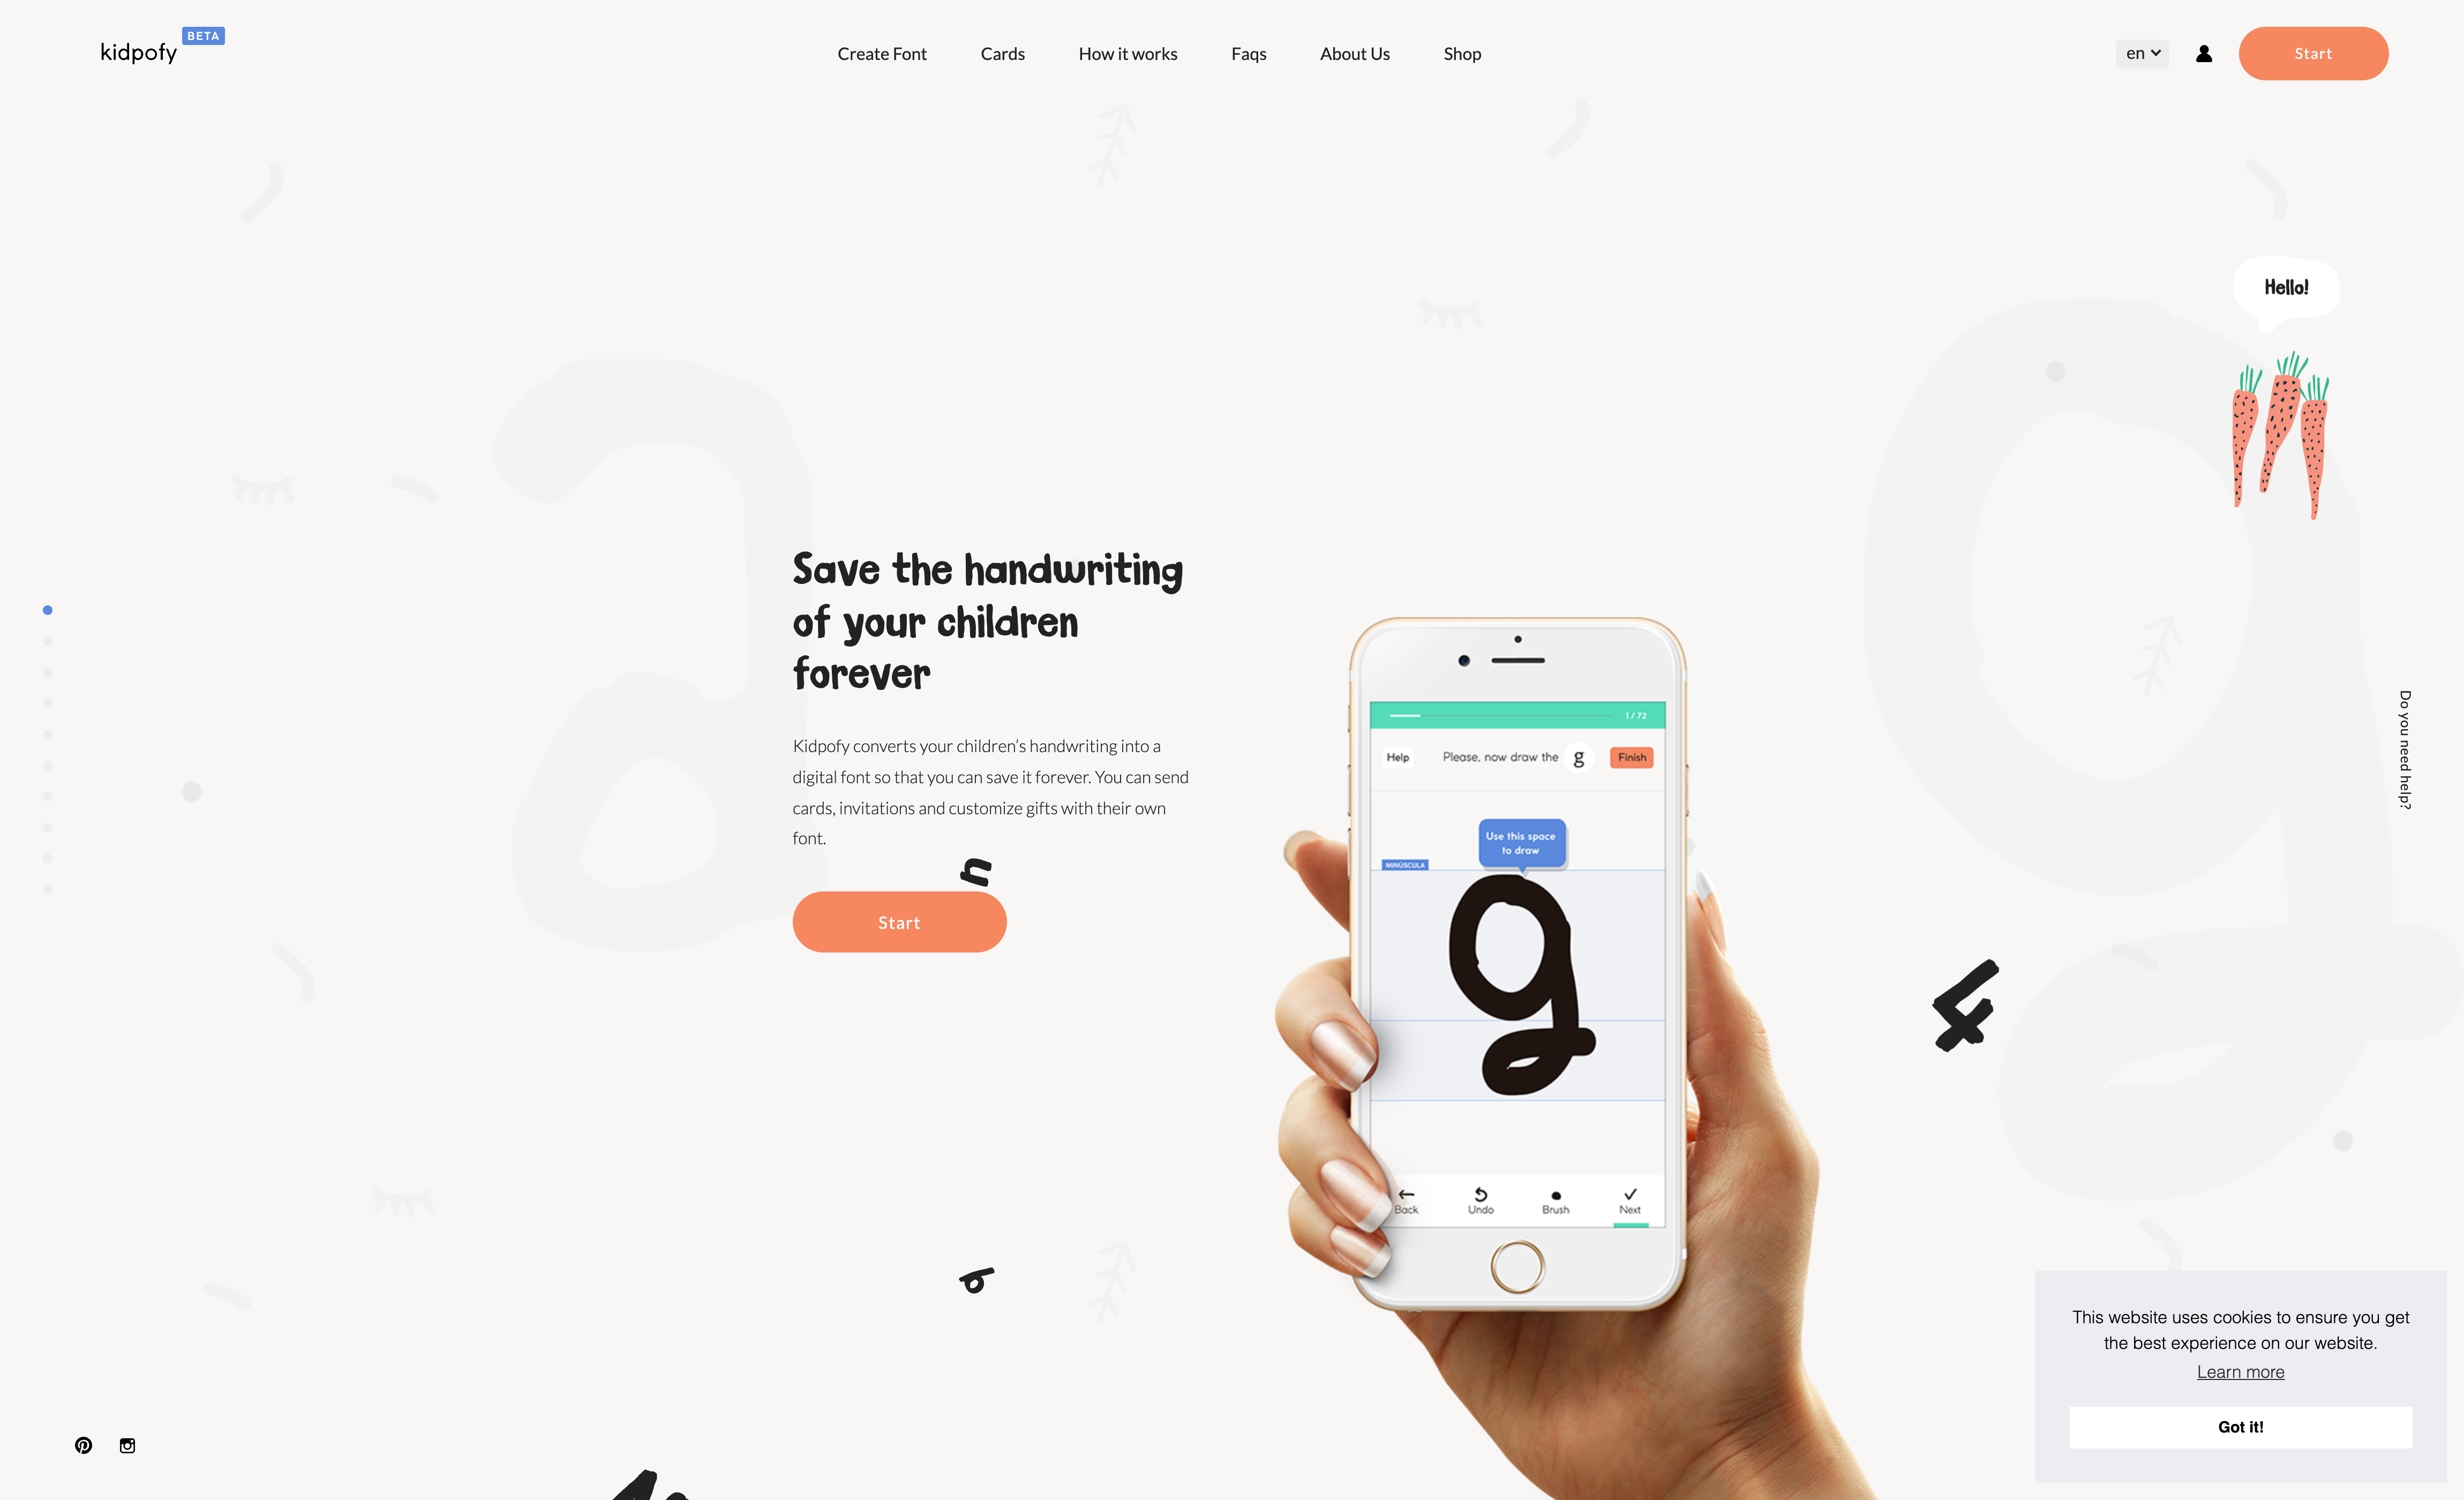 kidpofy
BETA
Create Font
Cards
How it works
Faqs
About Us
Shop
en
Start
Hello!
Save the handwriting
of your children
forever
Kidpofy converts your children's handwriting into a
digital font so that you can save it forever. You can send
cards, invitations and customize gifts with their own
font.
Start
a
g
n
4
6
1 / 72
Help
Please, now draw the g
Finish
Use this space
to draw
MINÚSCULA
g
Back
Undo
Brush
Next
Do you need help?
This website uses cookies to ensure you get
the best experience on our website.
Learn more
Got it!